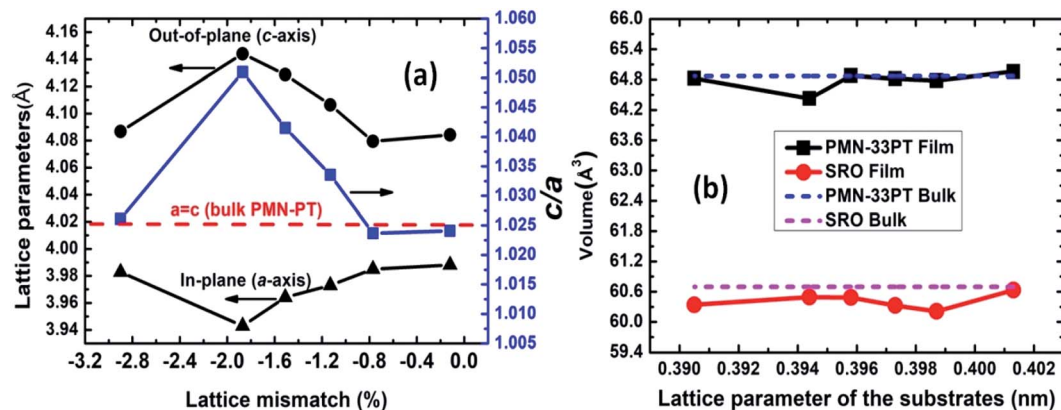 Out-of-plane (c-axis)
(a)
a=c (bulk PMN-PT)
In-plane (a-axis)
Lattice parameters(Å)
4.16
4.14
4.12
4.10
4.08
4.06
4.04
4.02
4.00
3.98
3.96
3.94
-3.2 -2.8 -2.4 -2.0 -1.6 -1.2 -0.8 -0.4 0.0
Lattice mismatch (%)
1.060
1.055
1.050
1.045
1.040
1.035
1.030
1.025
1.020
1.015
1.010
1.005
c/a
Volume(Å³)
66.0
65.4
64.8
64.2
63.6
63.0
62.4
61.8
61.2
60.6
60.0
59.4
PMN-33PT Film
SRO Film
PMN-33PT Bulk
SRO Bulk
(b)
0.390 0.392 0.394 0.396 0.398 0.400 0.402
Lattice parameter of the substrates (nm)